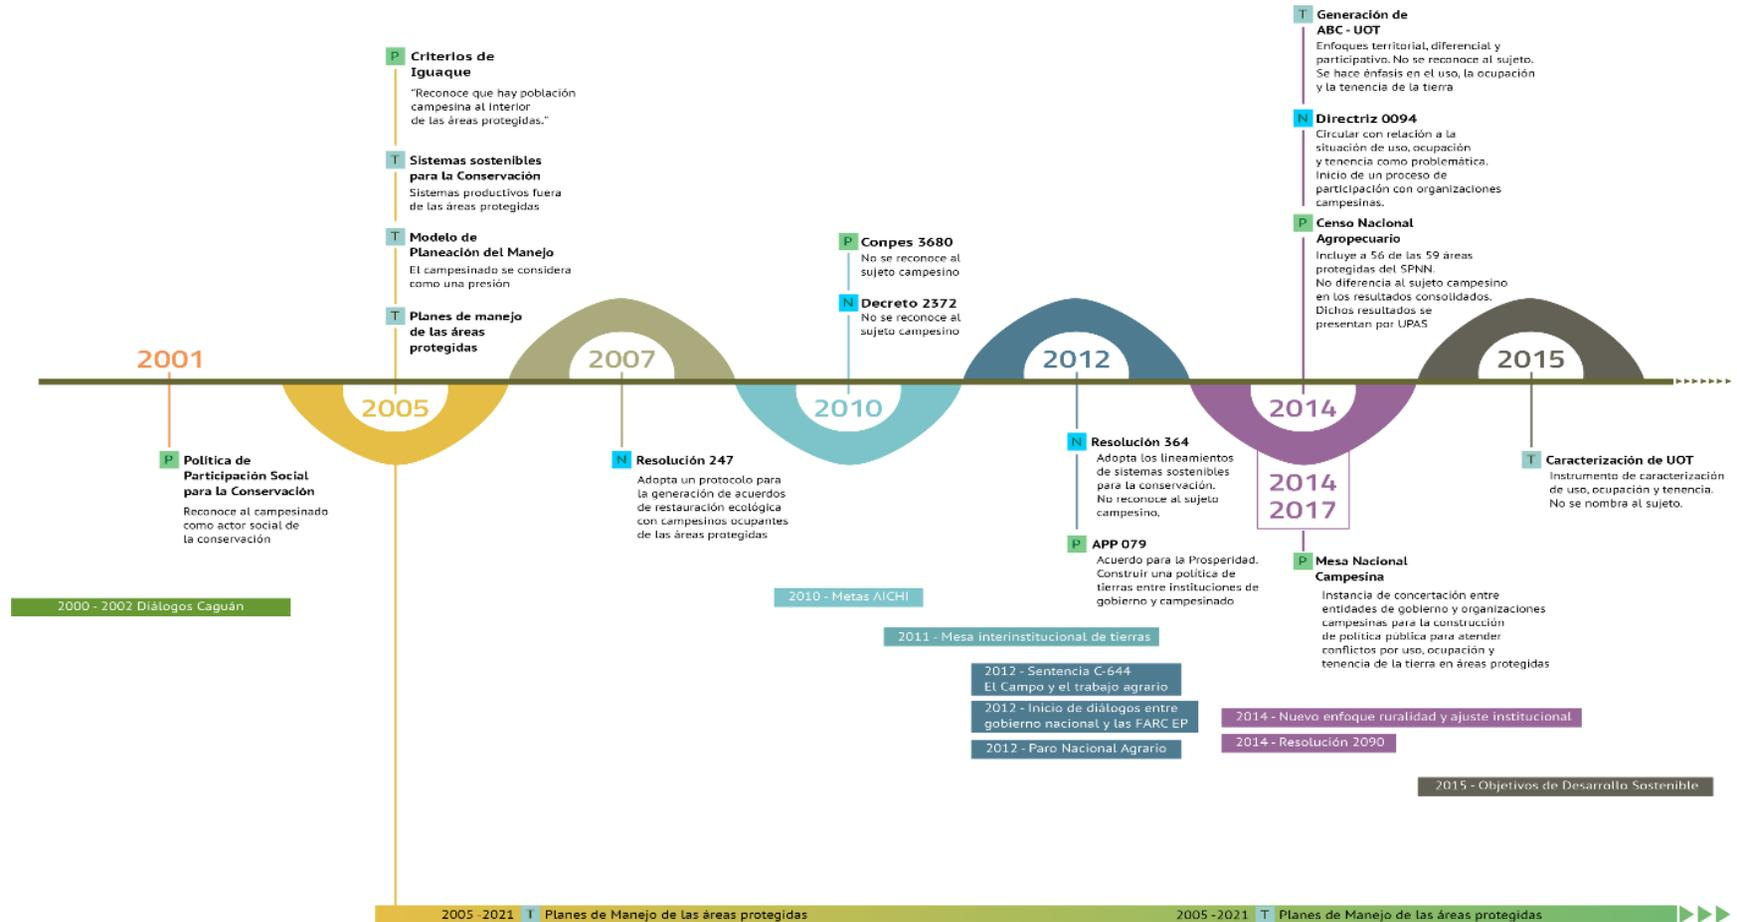 2001
P Política de
Participación Social
para la Conservación
Reconoce al campesinado
como actor social de
la conservación
2000 - 2002 Diálogos Caguán
P Criterios de
Iguaque
"Reconoce que hay población
campesina al interior
de las áreas protegidas."
T Sistemas sostenibles
para la Conservación
Sistemas productivos fuera
de las áreas protegidas
T Modelo de
Planeación del Manejo
El campesinado se considera
como una presión
T Planes de manejo
de las áreas
protegidas
2005
2007
N Resolución 247
Adopta un protocolo para
la generación de acuerdos
de restauración ecológica
con campesinos ocupantes
de las áreas protegidas
P Conpes 3680
No se reconoce al
sujeto campesino
N Decreto 2372
No se reconoce al
sujeto campesino
2010
2010 - Metas AICHI
2011 - Mesa interinstitucional de tierras
2012
N Resolución 364
Adopta los lineamientos
de sistemas sostenibles
para la conservación.
No reconoce al sujeto
campesino,
P APP 079
Acuerdo para la Prosperidad.
Construir una política de
tierras entre instituciones de
gobierno y campesinado
2012 - Sentencia C-644
El Campo y el trabajo agrario
2012 - Inicio de diálogos entre
gobierno nacional y las FARC EP
2012 - Paro Nacional Agrario
T Generación de
ABC - UOT
Enfoques territorial, diferencial y
participativo. No se reconoce al sujeto.
Se hace énfasis en el uso, la ocupación
y la tenencia de la tierra
N Directriz 0094
Circular con relación a la
situación de uso, ocupación
y tenencia como problemática.
Inicio de un proceso de
participación con organizaciones
campesinas.
P Censo Nacional
Agropecuario
Incluye a 56 de las 59 áreas
protegidas del SPNN.
No diferencia al sujeto campesino
en los resultados consolidados.
Dichos resultados se
presentan por UPAS
2014
2014
2017
P Mesa Nacional
Campesina
Instancia de concertación entre
entidades de gobierno y organizaciones
campesinas para la construcción
de política pública para atender
conflictos por uso, ocupación y
tenencia de la tierra en áreas protegidas
2014 - Nuevo enfoque ruralidad y ajuste institucional
2014 - Resolución 2090
2015
T Caracterización de UOT
Instrumento de caracterización
de uso, ocupación y tenencia.
No se nombra al sujeto.
2015 - Objetivos de Desarrollo Sostenible
2005 -2021 T Planes de Manejo de las áreas protegidas
2005 -2021 T Planes de Manejo de las áreas protegidas